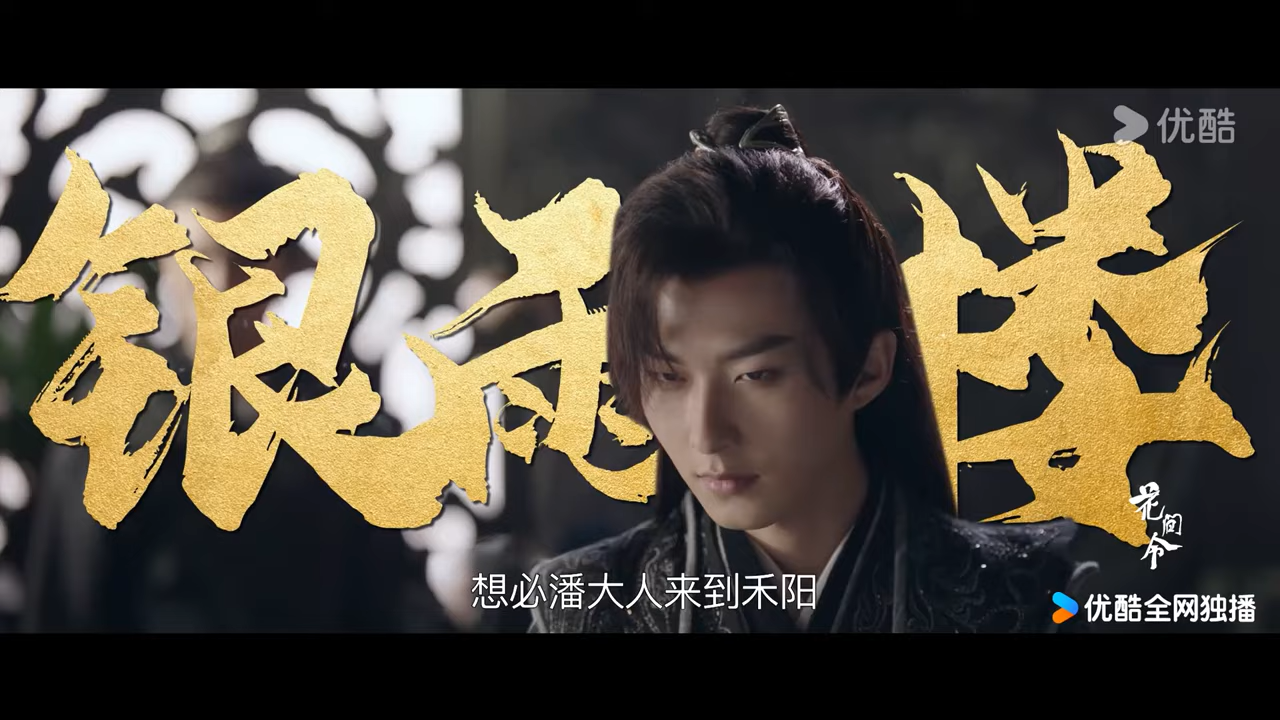 优酷
银雨楼
花间令
想必潘大人来到禾阳
优酷全网独播